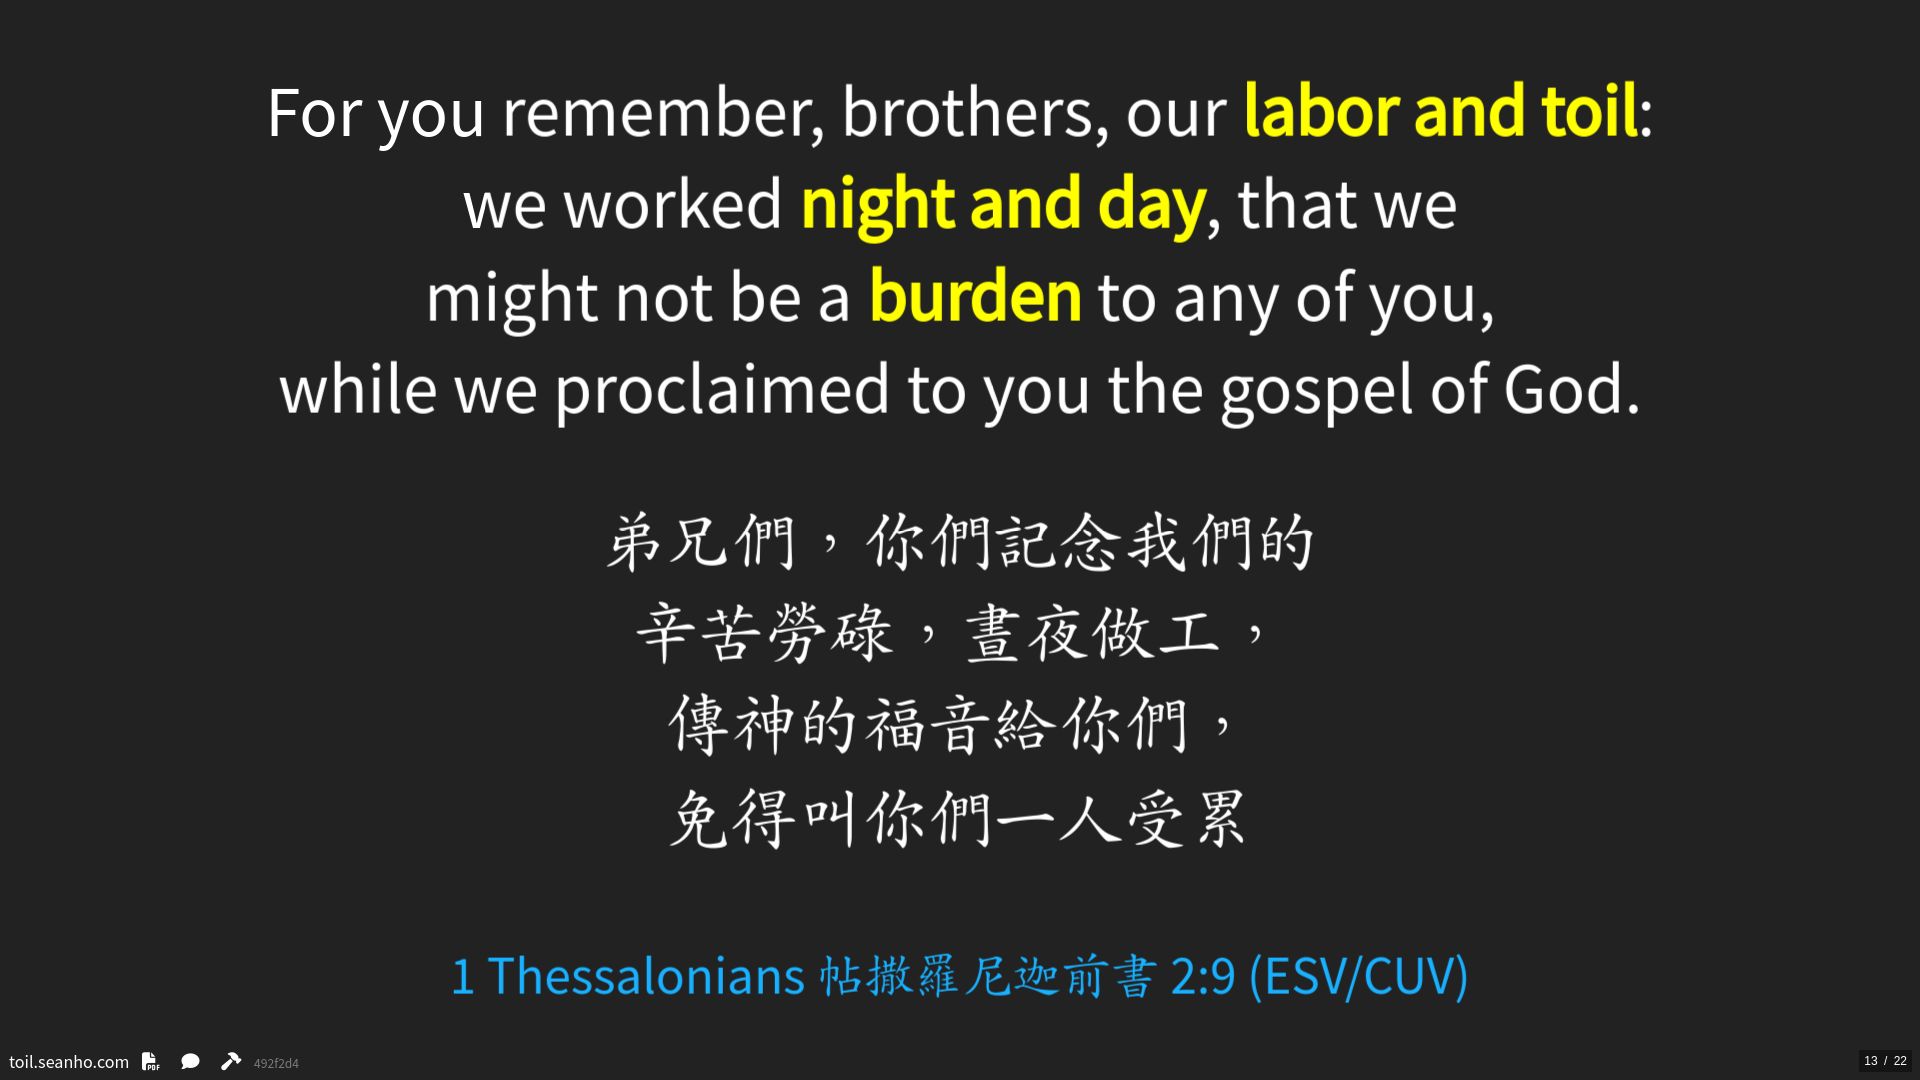 For you remember, brothers, our labor and toil:
we worked night and day, that we
might not be a burden to any of you,
while we proclaimed to you the gospel of God.
弟兄們，你們記念我們的
辛苦勞碌，晝夜做工，
傳神的福音給你們，
免得叫你們一人受累
1 Thessalonians 帖撒羅尼迦前書 2:9 (ESV/CUV)
toil.seanho.com PDF 492f2d4
13 / 22